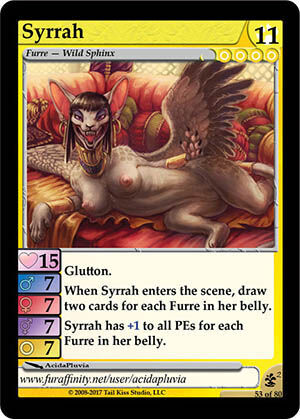 Syrrah
11
Furre — Wild Sphinx
15
7
7
7
7
Glutton.
When Syrrah enters the scene, draw
two cards for each Furre in her belly.
Syrrah has +1 to all PEs for each
Furre in her belly.
AcidaPluvia
www.furaffinity.net/user/acidapluvia
© 2008-2017 Tail Kiss Studio, LLC
53 of 80